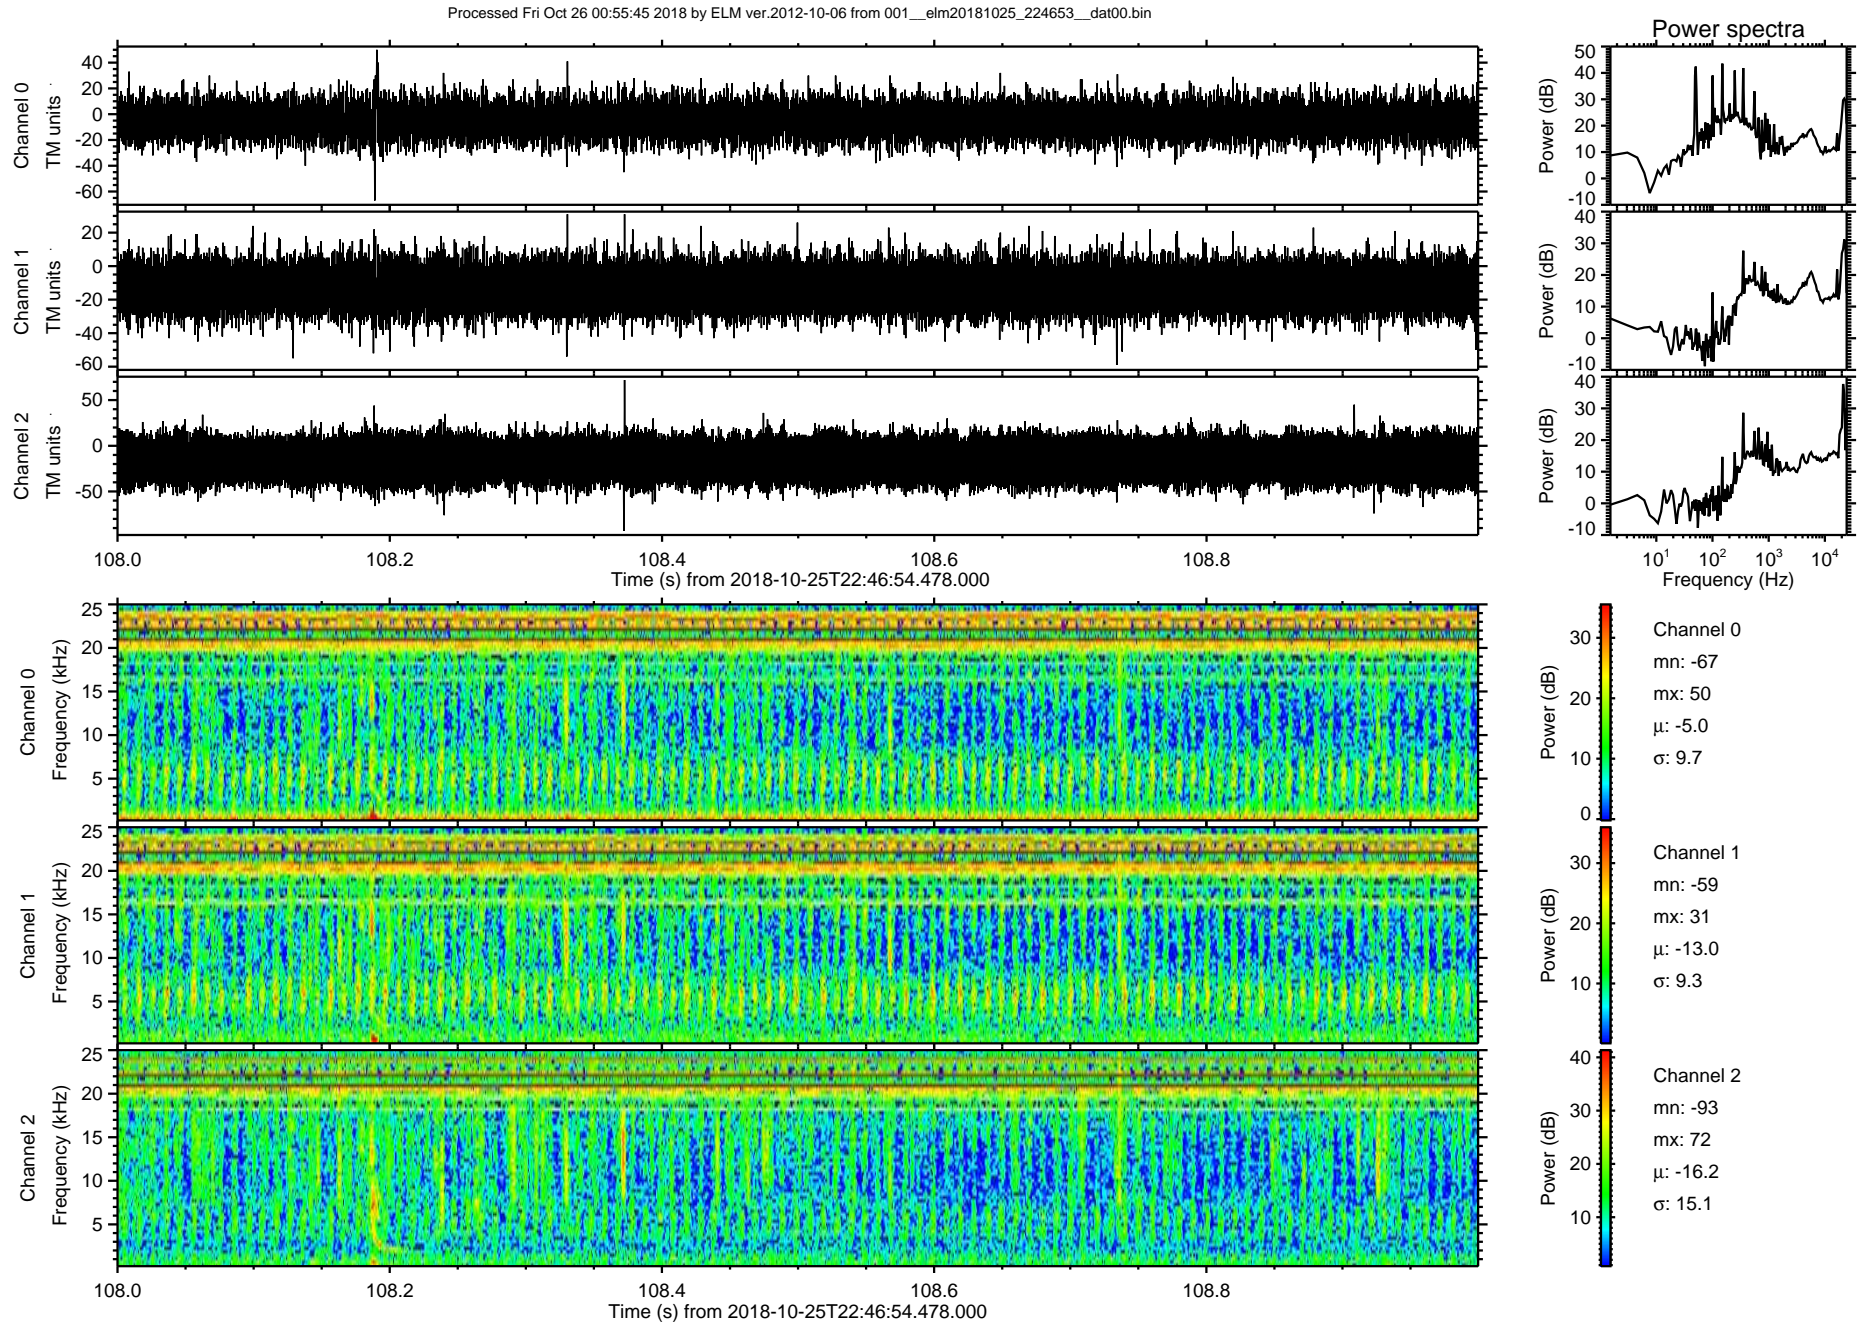 Processed Fri Oct 26 00:55:45 2018 by ELM ver.2012-10-06 from 001__elm20181025_224653__dat00.bin
Power spectra
Channel 0
TM units
40
20
0
-20
-40
-60
Power (dB)
50
40
30
20
10
0
-10
Channel 1
TM units
20
0
-20
-40
-60
Power (dB)
40
30
20
10
0
-10
Channel 2
TM units
50
0
-50
Power (dB)
40
30
20
10
0
-10
108.0 108.2 108.4 108.6 108.8
Time (s) from 2018-10-25T22:46:54.478.000
10¹ 10² 10³ 10⁴
Frequency (Hz)
Channel 0
Frequency (kHz)
25
20
15
10
5
Power (dB)
30
20
10
0
Channel 0
mn: -67
mx: 50
μ: -5.0
σ: 9.7
Channel 1
Frequency (kHz)
25
20
15
10
5
Power (dB)
30
20
10
Channel 1
mn: -59
mx: 31
μ: -13.0
σ: 9.3
Channel 2
Frequency (kHz)
25
20
15
10
5
Power (dB)
40
30
20
10
Channel 2
mn: -93
mx: 72
μ: -16.2
σ: 15.1
108.0 108.2 108.4 108.6 108.8
Time (s) from 2018-10-25T22:46:54.478.000